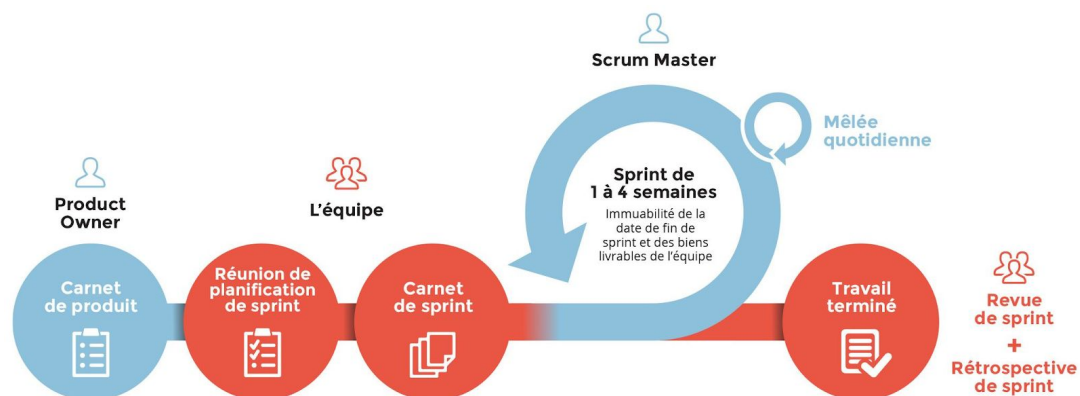 Scrum Master
Mêlée
quotidienne
Sprint de
1 à 4 semaines
Immuabilité de la
date de fin de
sprint et des biens
livrables de l'équipe
Product
Owner
L'équipe
Carnet
de produit
Réunion de
planification
de sprint
Carnet
de sprint
Travail
terminé
Revue
de sprint
+
Rétrospective
de sprint